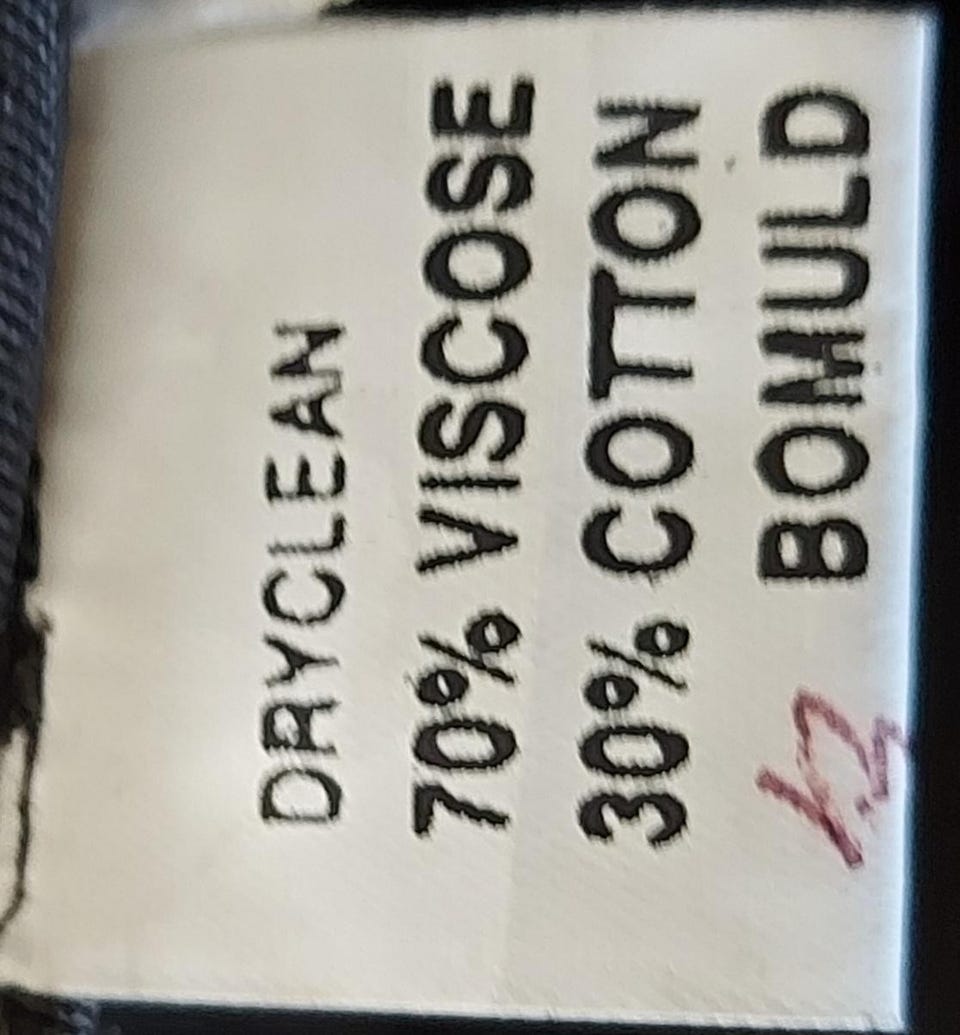 DRYCLEAN
70% VISCOSE
30% COTTON
BOMULD